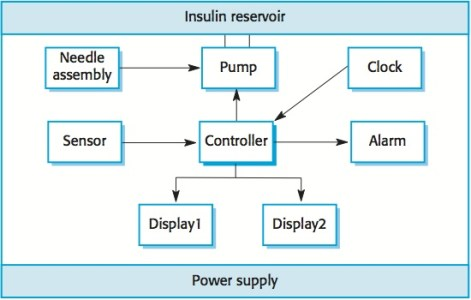 Insulin reservoir
Needle
assembly
Pump
Clock
Sensor
Controller
Alarm
Display1
Display2
Power supply